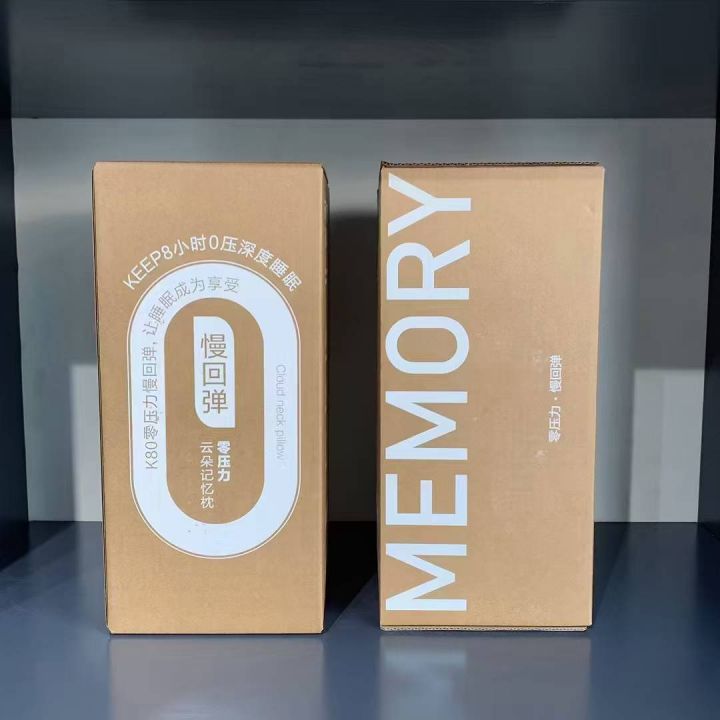 KEEP8小时0压深度睡眠
K80零压力慢回弹，让睡眠成为享受
慢回弹
零压力
云朵记忆枕
Cloud neck pillow
MEMORY
零压力·慢回弹